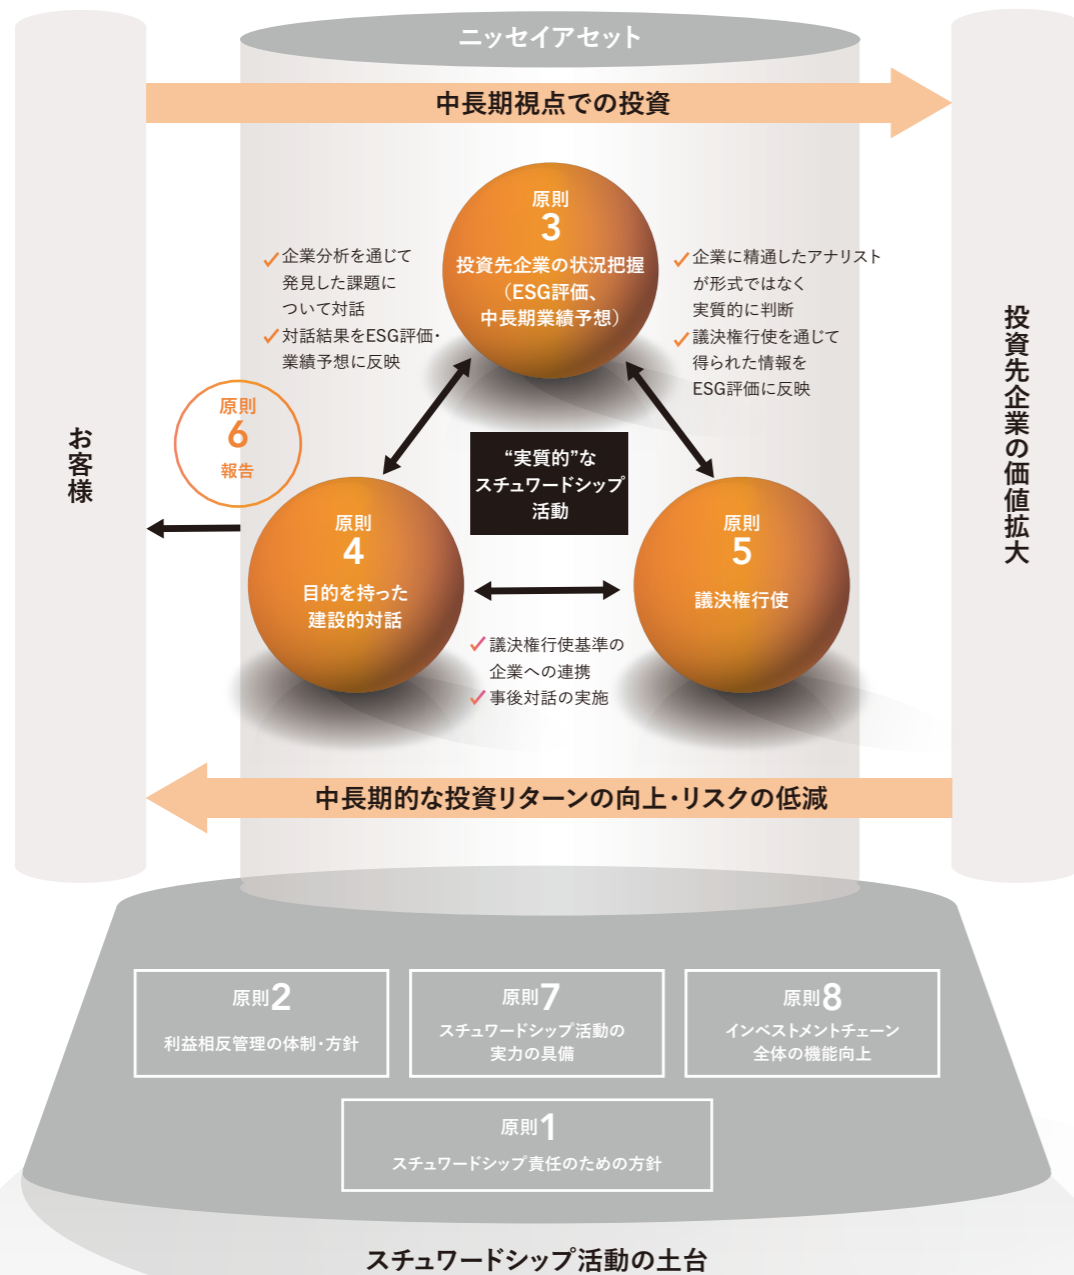 ニッセイアセット
中長期視点での投資
原則
3
投資先企業の状況把握
（ESG評価、
中長期業績予想）
企業分析を通じて
発見した課題に
ついて対話
対話結果をESG評価・
業績予想に反映
企業に精通したアナリスト
が形式ではなく
実質的に判断
議決権行使を通じて
得られた情報を
ESG評価に反映
お客様
投資先企業の価値拡大
原則
6
報告
“実質的”な
スチュワードシップ
活動
原則
4
目的を持った
建設的対話
原則
5
議決権行使
議決権行使基準の
企業への連携
事後対話の実施
中長期的な投資リターンの向上・リスクの低減
原則2
利益相反管理の体制・方針
原則7
スチュワードシップ活動の
実力の具備
原則8
インベストメントチェーン
全体の機能向上
原則1
スチュワードシップ責任のための方針
スチュワードシップ活動の土台